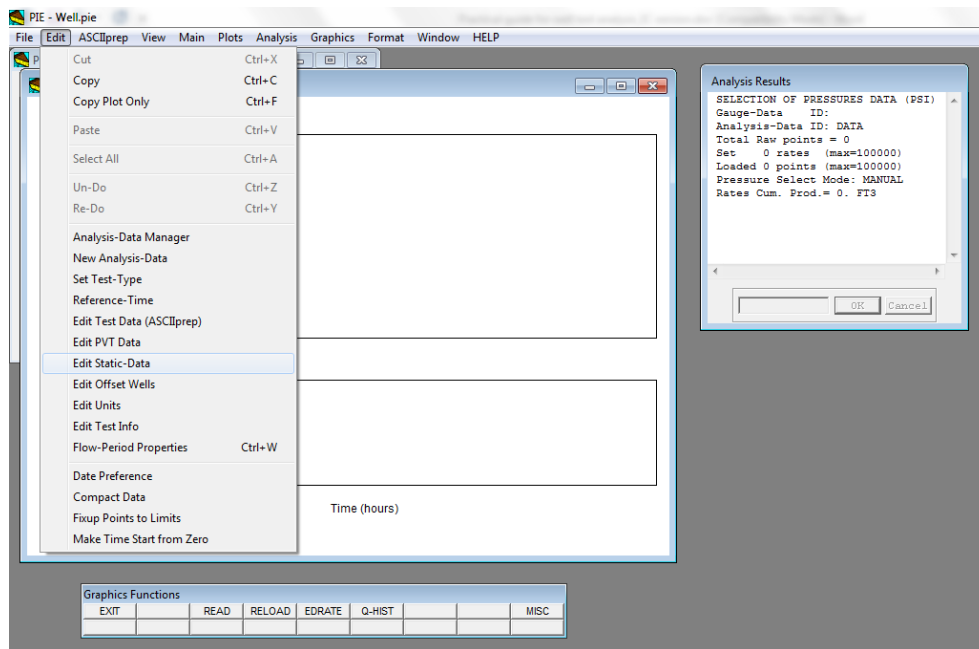 PIE - Well.pie
File Edit ASCIIprep View Main Plots Analysis Graphics Format Window HELP
P
Cut Ctrl+X
Copy Ctrl+C
Copy Plot Only Ctrl+F
Paste Ctrl+V
Select All Ctrl+A
Un-Do Ctrl+Z
Re-Do Ctrl+Y
Analysis-Data Manager
New Analysis-Data
Set Test-Type
Reference-Time
Edit Test Data (ASCIIprep)
Edit PVT Data
Edit Static-Data
Edit Offset Wells
Edit Units
Edit Test Info
Flow-Period Properties Ctrl+W
Date Preference
Compact Data
Fixup Points to Limits
Make Time Start from Zero
Time (hours)
Analysis Results
SELECTION OF PRESSURES DATA (PSI)
Gauge-Data ID:
Analysis-Data ID: DATA
Total Raw points = 0
Set 0 rates (max=100000)
Loaded 0 points (max=100000)
Pressure Select Mode: MANUAL
Rates Cum. Prod.= 0. FT3
OK Cancel
Graphics Functions
EXIT READ RELOAD EDRATE Q-HIST MISC